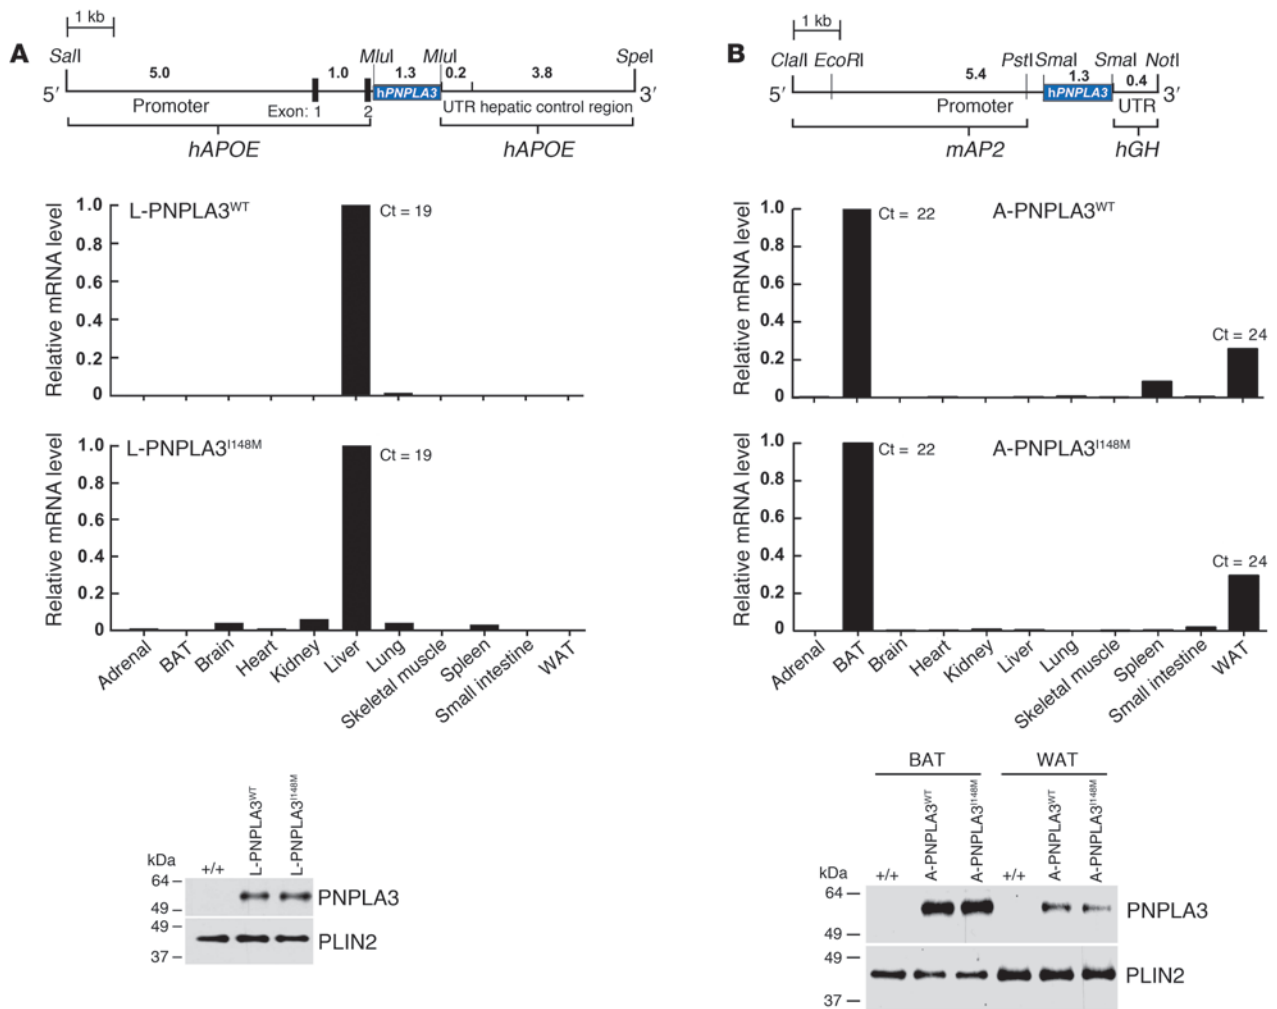 A
1 kb
SalI
MluI
MluI
SpeI
5.0
1.0
1.3
0.2
3.8
5′
hPNPLA3
3′
Promoter
Exon: 1
2
UTR hepatic control region
hAPOE
hAPOE
L-PNPLA3WT
Ct = 19
Relative mRNA level
1.0
0.8
0.6
0.4
0.2
0
L-PNPLA3I148M
Ct = 19
Relative mRNA level
1.0
0.8
0.6
0.4
0.2
0
Adrenal
BAT
Brain
Heart
Kidney
Liver
Lung
Skeletal muscle
Spleen
Small intestine
WAT
kDa
+/+
L-PNPLA3WT
L-PNPLA3I148M
64
49
PNPLA3
49
37
PLIN2
B
1 kb
ClaI
EcoRI
PstI
SmaI
SmaI
NotI
5.4
1.3
0.4
5′
hPNPLA3
3′
Promoter
UTR
mAP2
hGH
A-PNPLA3WT
Ct = 22
Ct = 24
Relative mRNA level
1.0
0.8
0.6
0.4
0.2
0
A-PNPLA3I148M
Ct = 22
Ct = 24
Relative mRNA level
1.0
0.8
0.6
0.4
0.2
0
Adrenal
BAT
Brain
Heart
Kidney
Liver
Lung
Skeletal muscle
Spleen
Small intestine
WAT
BAT
WAT
kDa
+/+
A-PNPLA3WT
A-PNPLA3I148M
+/+
A-PNPLA3WT
A-PNPLA3I148M
64
49
PNPLA3
49
37
PLIN2